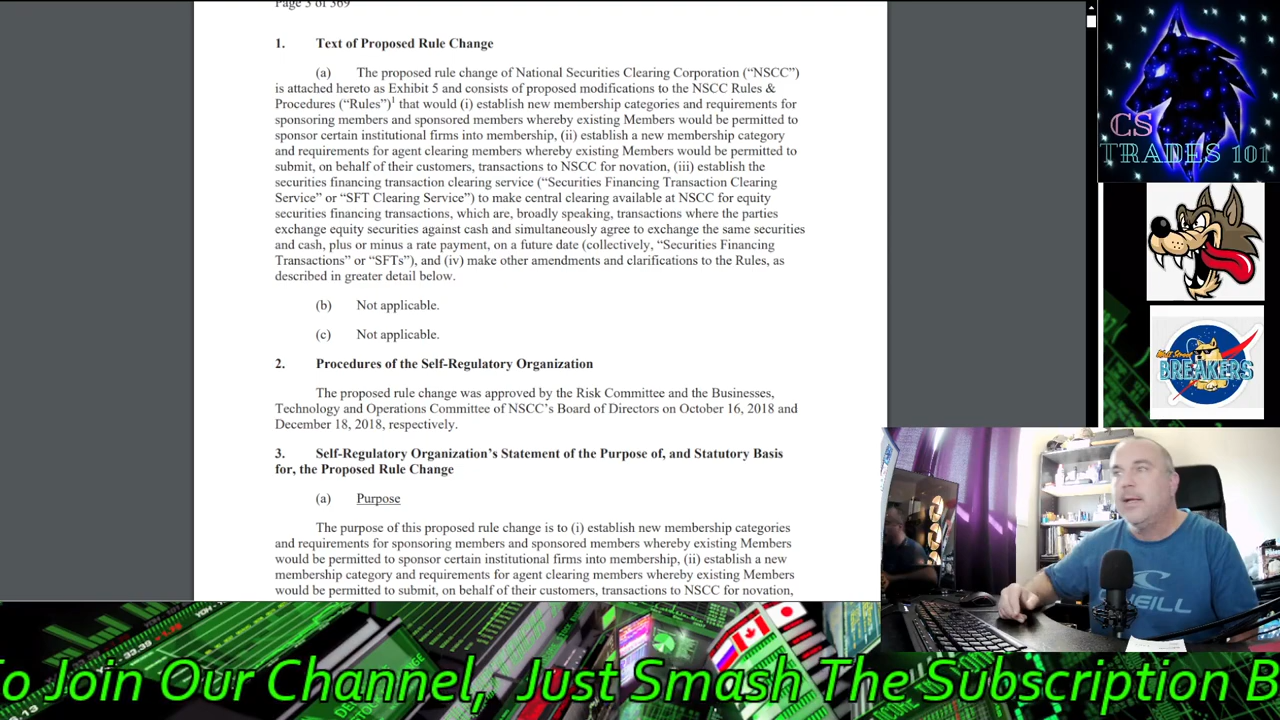 Page 3 of 369
1. Text of Proposed Rule Change
(a) The proposed rule change of National Securities Clearing Corporation (“NSCC”)
is attached hereto as Exhibit 5 and consists of proposed modifications to the NSCC Rules &
Procedures (“Rules”)1 that would (i) establish new membership categories and requirements for
sponsoring members and sponsored members whereby existing Members would be permitted to
sponsor certain institutional firms into membership, (ii) establish a new membership category
and requirements for agent clearing members whereby existing Members would be permitted to
submit, on behalf of their customers, transactions to NSCC for novation, (iii) establish the
securities financing transaction clearing service (“Securities Financing Transaction Clearing
Service” or “SFT Clearing Service”) to make central clearing available at NSCC for equity
securities financing transactions, which are, broadly speaking, transactions where the parties
exchange equity securities against cash and simultaneously agree to exchange the same securities
and cash, plus or minus a rate payment, on a future date (collectively, “Securities Financing
Transactions” or “SFTs”), and (iv) make other amendments and clarifications to the Rules, as
described in greater detail below.
(b) Not applicable.
(c) Not applicable.
2. Procedures of the Self-Regulatory Organization
The proposed rule change was approved by the Risk Committee and the Businesses,
Technology and Operations Committee of NSCC’s Board of Directors on October 16, 2018 and
December 18, 2018, respectively.
3. Self-Regulatory Organization’s Statement of the Purpose of, and Statutory Basis
for, the Proposed Rule Change
(a) Purpose
The purpose of this proposed rule change is to (i) establish new membership categories
and requirements for sponsoring members and sponsored members whereby existing Members
would be permitted to sponsor certain institutional firms into membership, (ii) establish a new
membership category and requirements for agent clearing members whereby existing Members
would be permitted to submit, on behalf of their customers, transactions to NSCC for novation,
CS
TRADES 101
Wall Street
BREAKERS
O'NEILL
o Join Our Channel, Just Smash The Subscription B